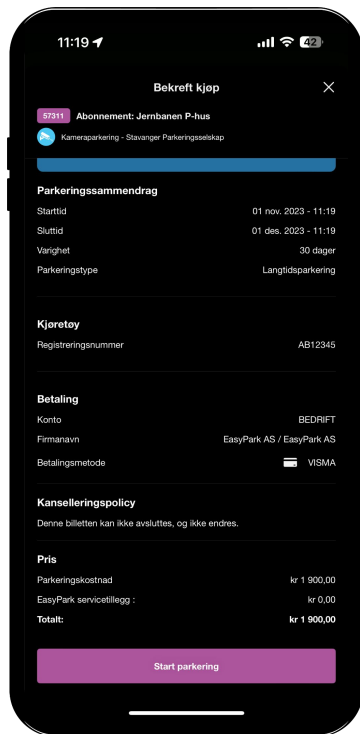 11:19
42
Bekreft kjøp
57311 Abonnement: Jernbanen P-hus
Kameraparkering - Stavanger Parkeringsselskap
Parkeringssammendrag
Starttid 01 nov. 2023 - 11:19
Sluttid 01 des. 2023 - 11:19
Varighet 30 dager
Parkeringstype Langtidsparkering
Kjøretøy
Registreringsnummer AB12345
Betaling
Konto BEDRIFT
Firmanavn EasyPark AS / EasyPark AS
Betalingsmetode VISMA
Kanselleringspolicy
Denne billetten kan ikke avsluttes, og ikke endres.
Pris
Parkeringskostnad kr 1 900,00
EasyPark servicetillegg : kr 0,00
Totalt: kr 1 900,00
Start parkering